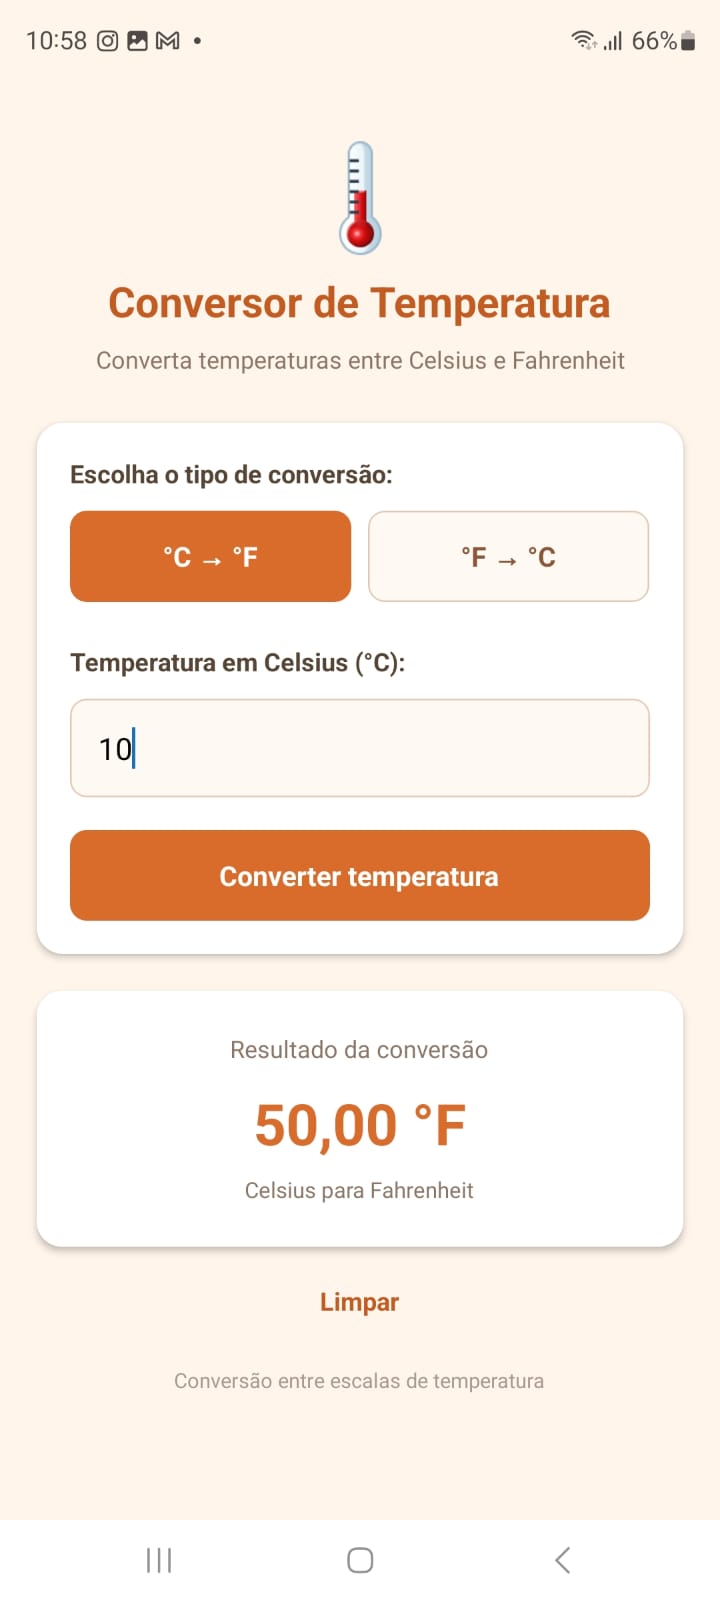 10:58 66%
Conversor de Temperatura
Converta temperaturas entre Celsius e Fahrenheit
Escolha o tipo de conversão:
°C → °F °F → °C
Temperatura em Celsius (°C):
10
Converter temperatura
Resultado da conversão
50,00 °F
Celsius para Fahrenheit
Limpar
Conversão entre escalas de temperatura